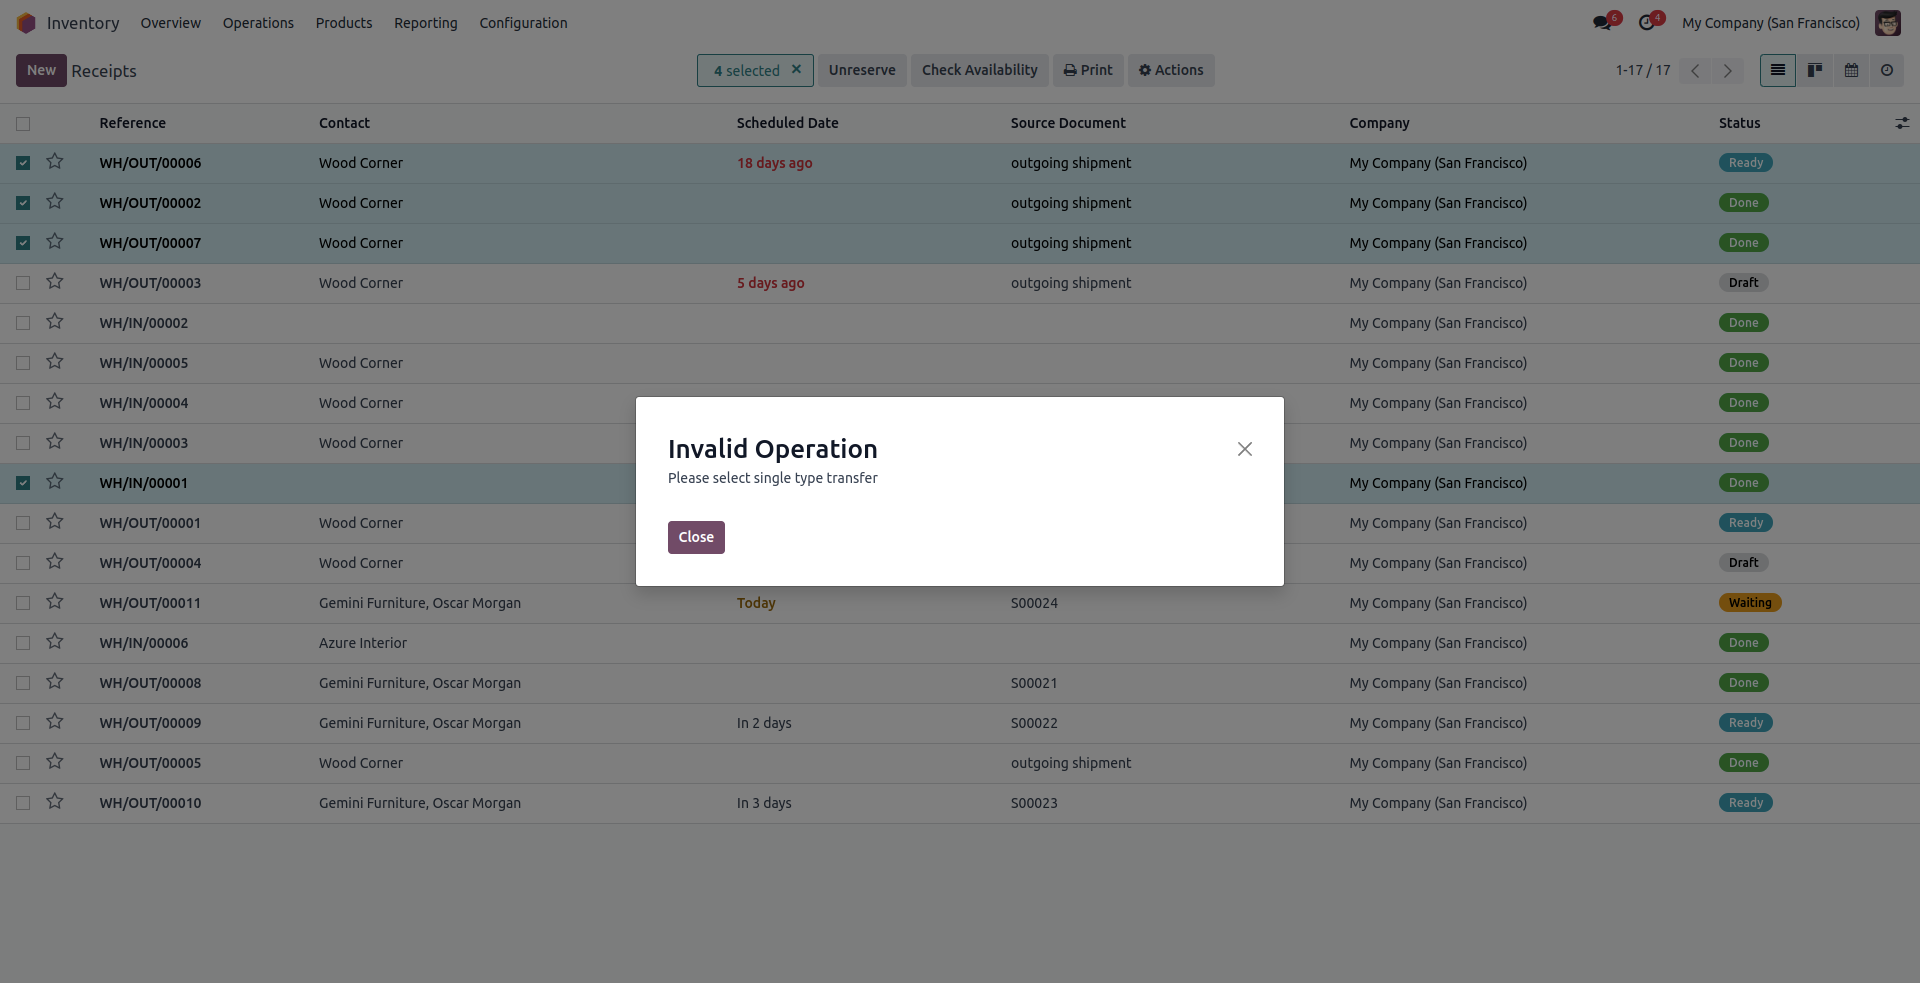 Inventory Overview Operations Products Reporting Configuration 6 4 My Company (San Francisco)
New Receipts 4 selected × Unreserve Check Availability Print Actions 1-17 / 17
Reference Contact Scheduled Date Source Document Company Status
WH/OUT/00006 Wood Corner 18 days ago outgoing shipment My Company (San Francisco) Ready
WH/OUT/00002 Wood Corner outgoing shipment My Company (San Francisco) Done
WH/OUT/00007 Wood Corner outgoing shipment My Company (San Francisco) Done
WH/OUT/00003 Wood Corner 5 days ago outgoing shipment My Company (San Francisco) Draft
WH/IN/00002 My Company (San Francisco) Done
WH/IN/00005 Wood Corner My Company (San Francisco) Done
WH/IN/00004 Wood Corner My Company (San Francisco) Done
WH/IN/00003 Wood Corner My Company (San Francisco) Done
WH/IN/00001 My Company (San Francisco) Done
WH/OUT/00001 Wood Corner My Company (San Francisco) Ready
WH/OUT/00004 Wood Corner My Company (San Francisco) Draft
WH/OUT/00011 Gemini Furniture, Oscar Morgan Today S00024 My Company (San Francisco) Waiting
WH/IN/00006 Azure Interior My Company (San Francisco) Done
WH/OUT/00008 Gemini Furniture, Oscar Morgan S00021 My Company (San Francisco) Done
WH/OUT/00009 Gemini Furniture, Oscar Morgan In 2 days S00022 My Company (San Francisco) Ready
WH/OUT/00005 Wood Corner outgoing shipment My Company (San Francisco) Done
WH/OUT/00010 Gemini Furniture, Oscar Morgan In 3 days S00023 My Company (San Francisco) Ready
Invalid Operation
Please select single type transfer
Close